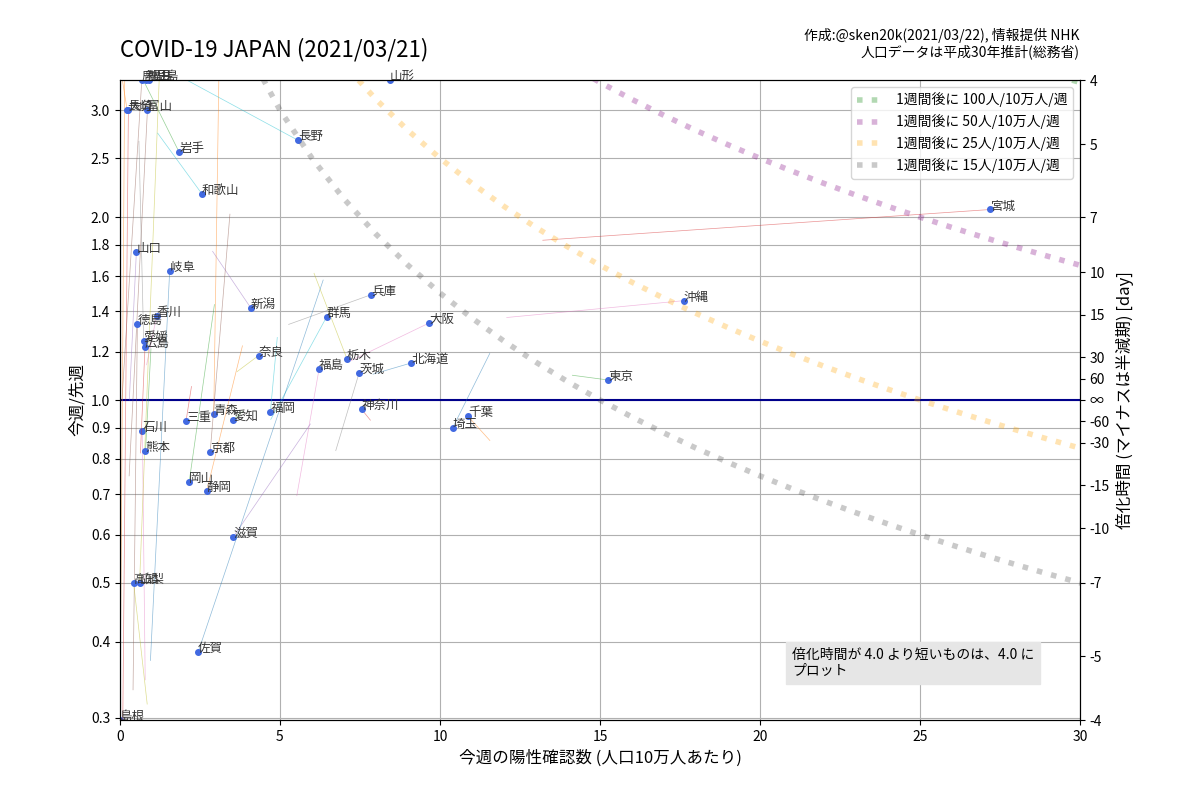 COVID-19 JAPAN (2021/03/21)
作成:@sken20k(2021/03/22), 情報提供 NHK
人口データは平成30年推計(総務省)
1週間後に 100人/10万人/週
1週間後に 50人/10万人/週
1週間後に 25人/10万人/週
1週間後に 15人/10万人/週
山形
富山
岩手
長野
和歌山
宮城
山口
岐阜
新潟
兵庫
沖縄
香川
徳島
群馬
大阪
愛媛
広島
奈良
栃木
北海道
福島
茨城
東京
青森
三重
愛知
福岡
神奈川
千葉
埼玉
石川
熊本
京都
岡山
静岡
滋賀
佐賀
島根
倍化時間が 4.0 より短いものは、4.0 に
プロット
3.0
2.5
2.0
1.8
1.6
1.4
1.2
1.0
0.9
0.8
0.7
0.6
0.5
0.4
0.3
今週/先週
4
5
7
10
15
30
60
∞
-60
-30
-15
-10
-7
-5
-4
倍化時間 (マイナスは半減期) [day]
0
5
10
15
20
25
30
今週の陽性確認数 (人口10万人あたり)